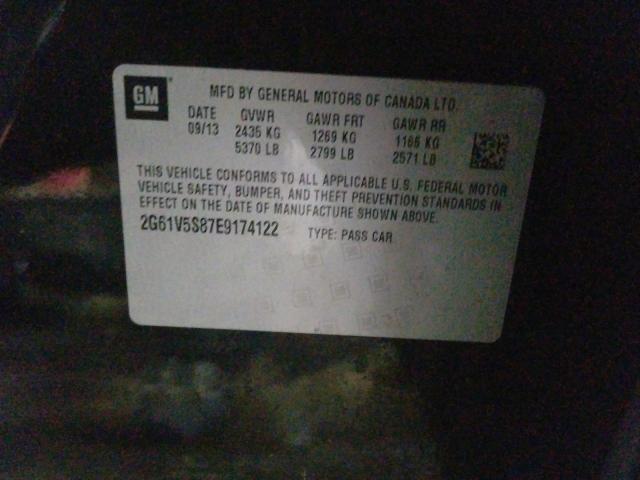 GM
MFD BY GENERAL MOTORS OF CANADA LTD.
DATE GVWR GAWR FRT GAWR RR
09/13 2435 KG 1269 KG 1166 KG
5370 LB 2799 LB 2571 LB
THIS VEHICLE CONFORMS TO ALL APPLICABLE U.S. FEDERAL MOTOR
VEHICLE SAFETY, BUMPER, AND THEFT PREVENTION STANDARDS IN
EFFECT ON THE DATE OF MANUFACTURE SHOWN ABOVE.
2G61V5S87E9174122 TYPE: PASS CAR